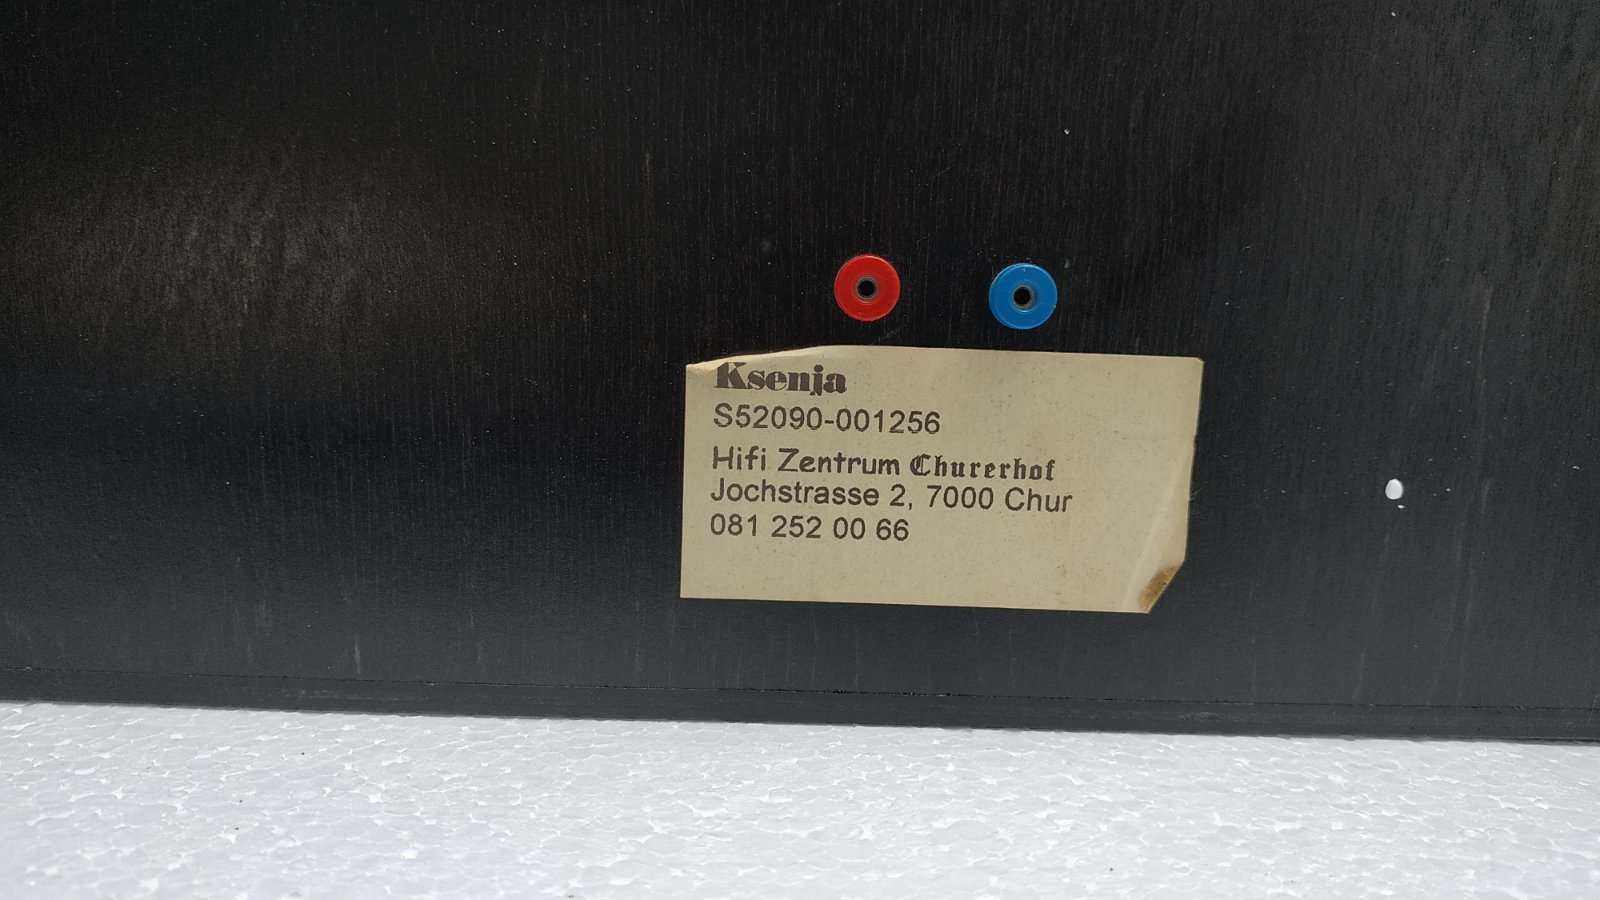 Ksenja
S52090-001256
Hifi Zentrum Churerhof
Jochstrasse 2, 7000 Chur
081 252 00 66